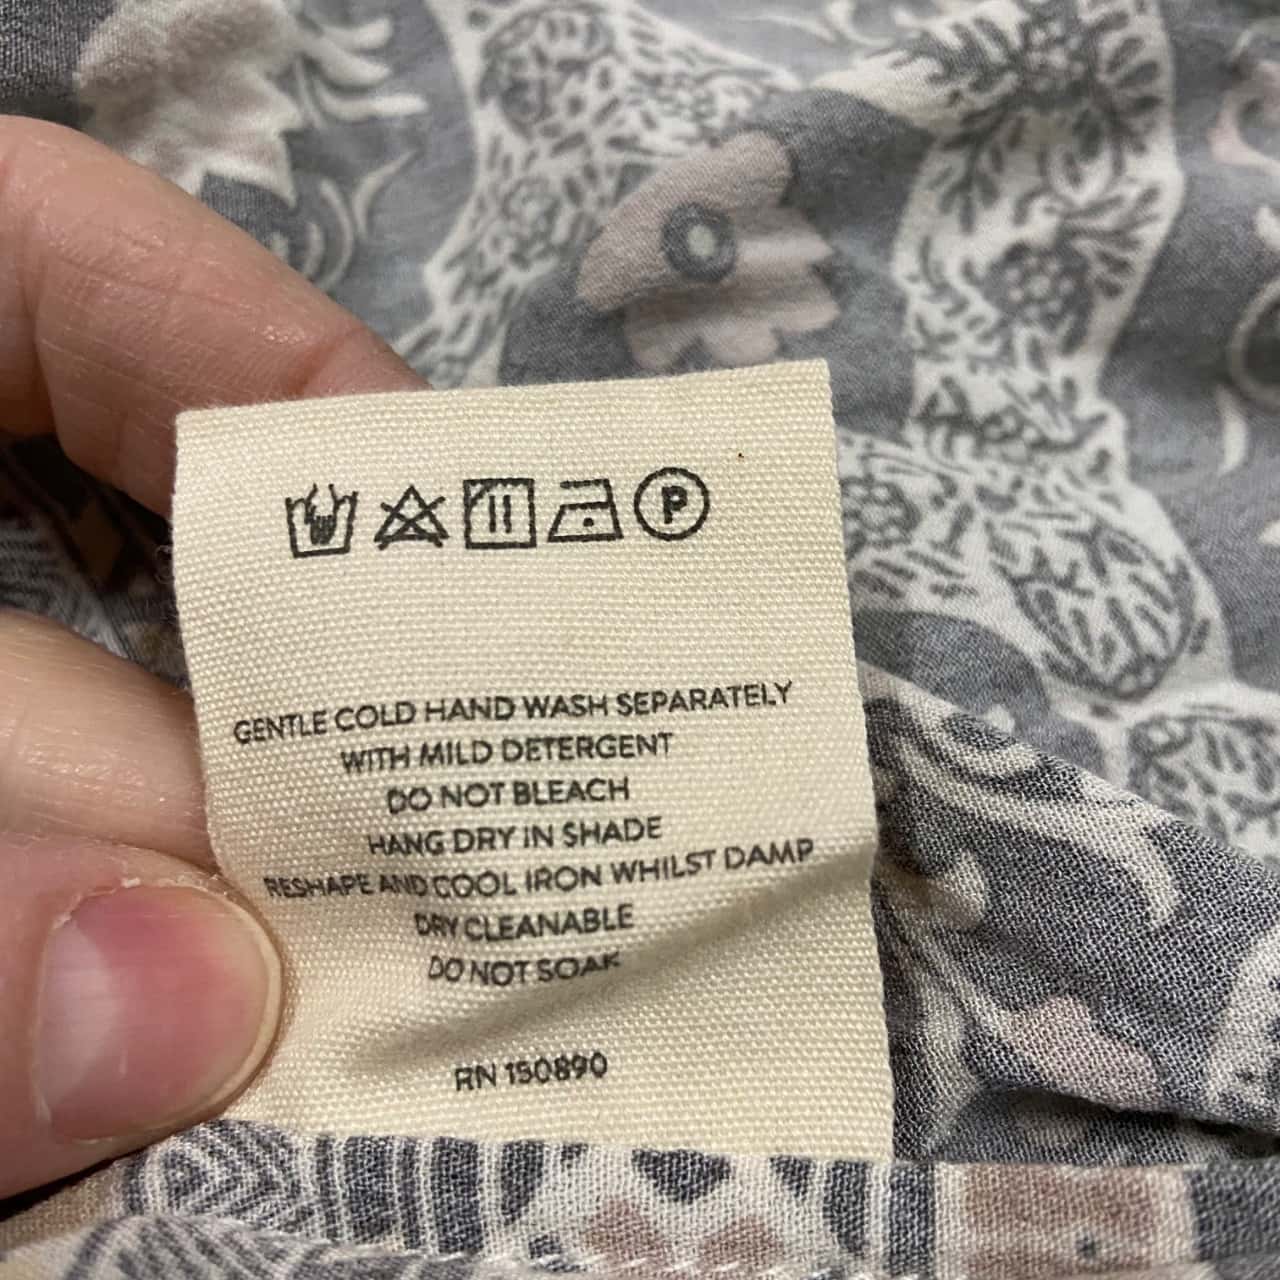 P
GENTLE COLD HAND WASH SEPARATELY
WITH MILD DETERGENT
DO NOT BLEACH
HANG DRY IN SHADE
RESHAPE AND COOL IRON WHILST DAMP
DRY CLEANABLE
DO NOT SOAK
RN 150890